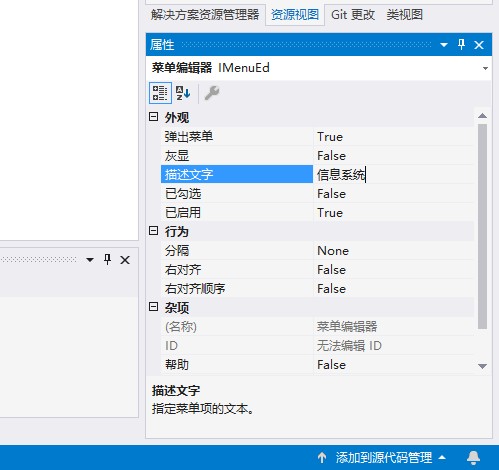 解决方案资源管理器 资源视图 Git 更改 类视图
属性
菜单编辑器 IMenuEd
外观
弹出菜单 True
灰显 False
描述文字 信息系统
已勾选 False
已启用 True
行为
分隔 None
右对齐 False
右对齐顺序 False
杂项
(名称) 菜单编辑器
ID 无法编辑 ID
帮助 False
描述文字
指定菜单项的文本。
添加到源代码管理